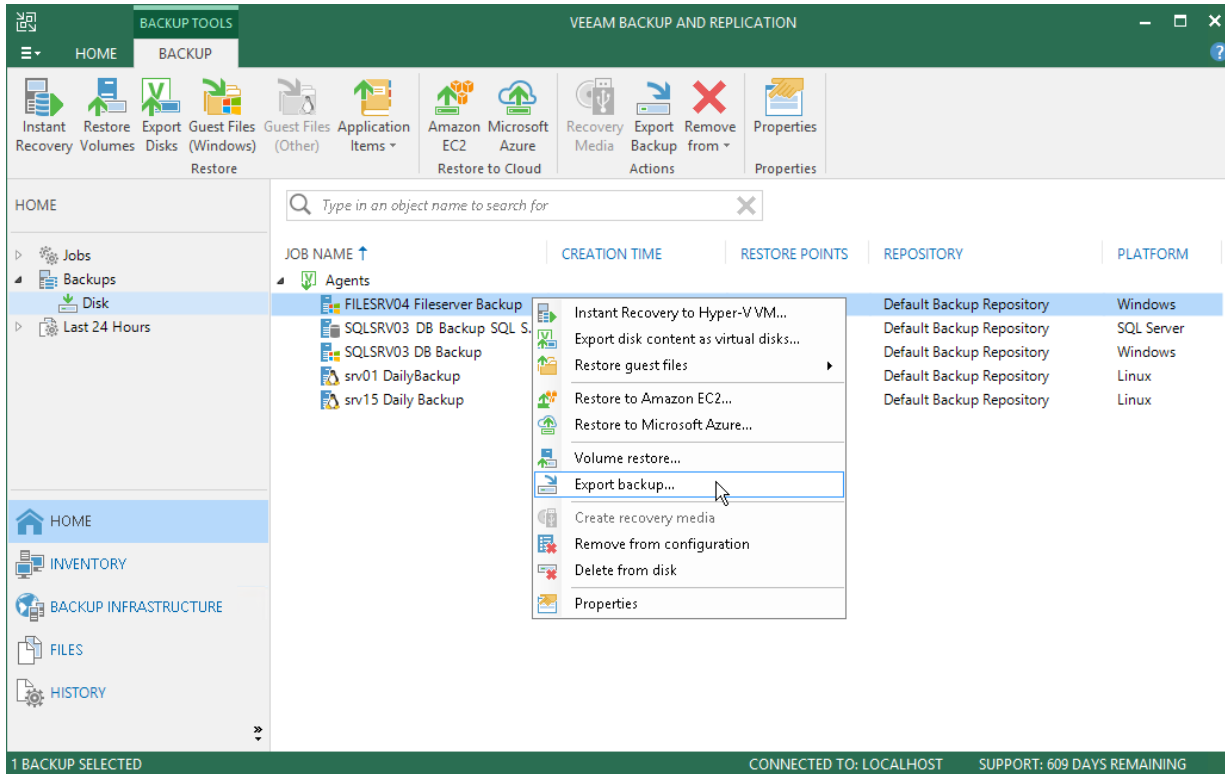 BACKUP TOOLS
VEEAM BACKUP AND REPLICATION
HOME
BACKUP
?
Instant Recovery
Restore Volumes
Export Disks
Guest Files (Windows)
Guest Files (Other)
Application Items
Amazon EC2
Microsoft Azure
Recovery Media
Export Backup
Remove from
Properties
Restore
Restore to Cloud
Actions
Properties
HOME
Type in an object name to search for
Jobs
Backups
Disk
Last 24 Hours
JOB NAME CREATION TIME RESTORE POINTS REPOSITORY PLATFORM
Agents
FILESRV04 Fileserver Backup Default Backup Repository Windows
SQLSRV03 DB Backup SQL S. Default Backup Repository SQL Server
SQLSRV03 DB Backup Default Backup Repository Windows
srv01 DailyBackup Default Backup Repository Linux
srv15 Daily Backup Default Backup Repository Linux
Instant Recovery to Hyper-V VM...
Export disk content as virtual disks...
Restore guest files
Restore to Amazon EC2...
Restore to Microsoft Azure...
Volume restore...
Export backup...
Create recovery media
Remove from configuration
Delete from disk
Properties
HOME
INVENTORY
BACKUP INFRASTRUCTURE
FILES
HISTORY
1 BACKUP SELECTED
CONNECTED TO: LOCALHOST
SUPPORT: 609 DAYS REMAINING